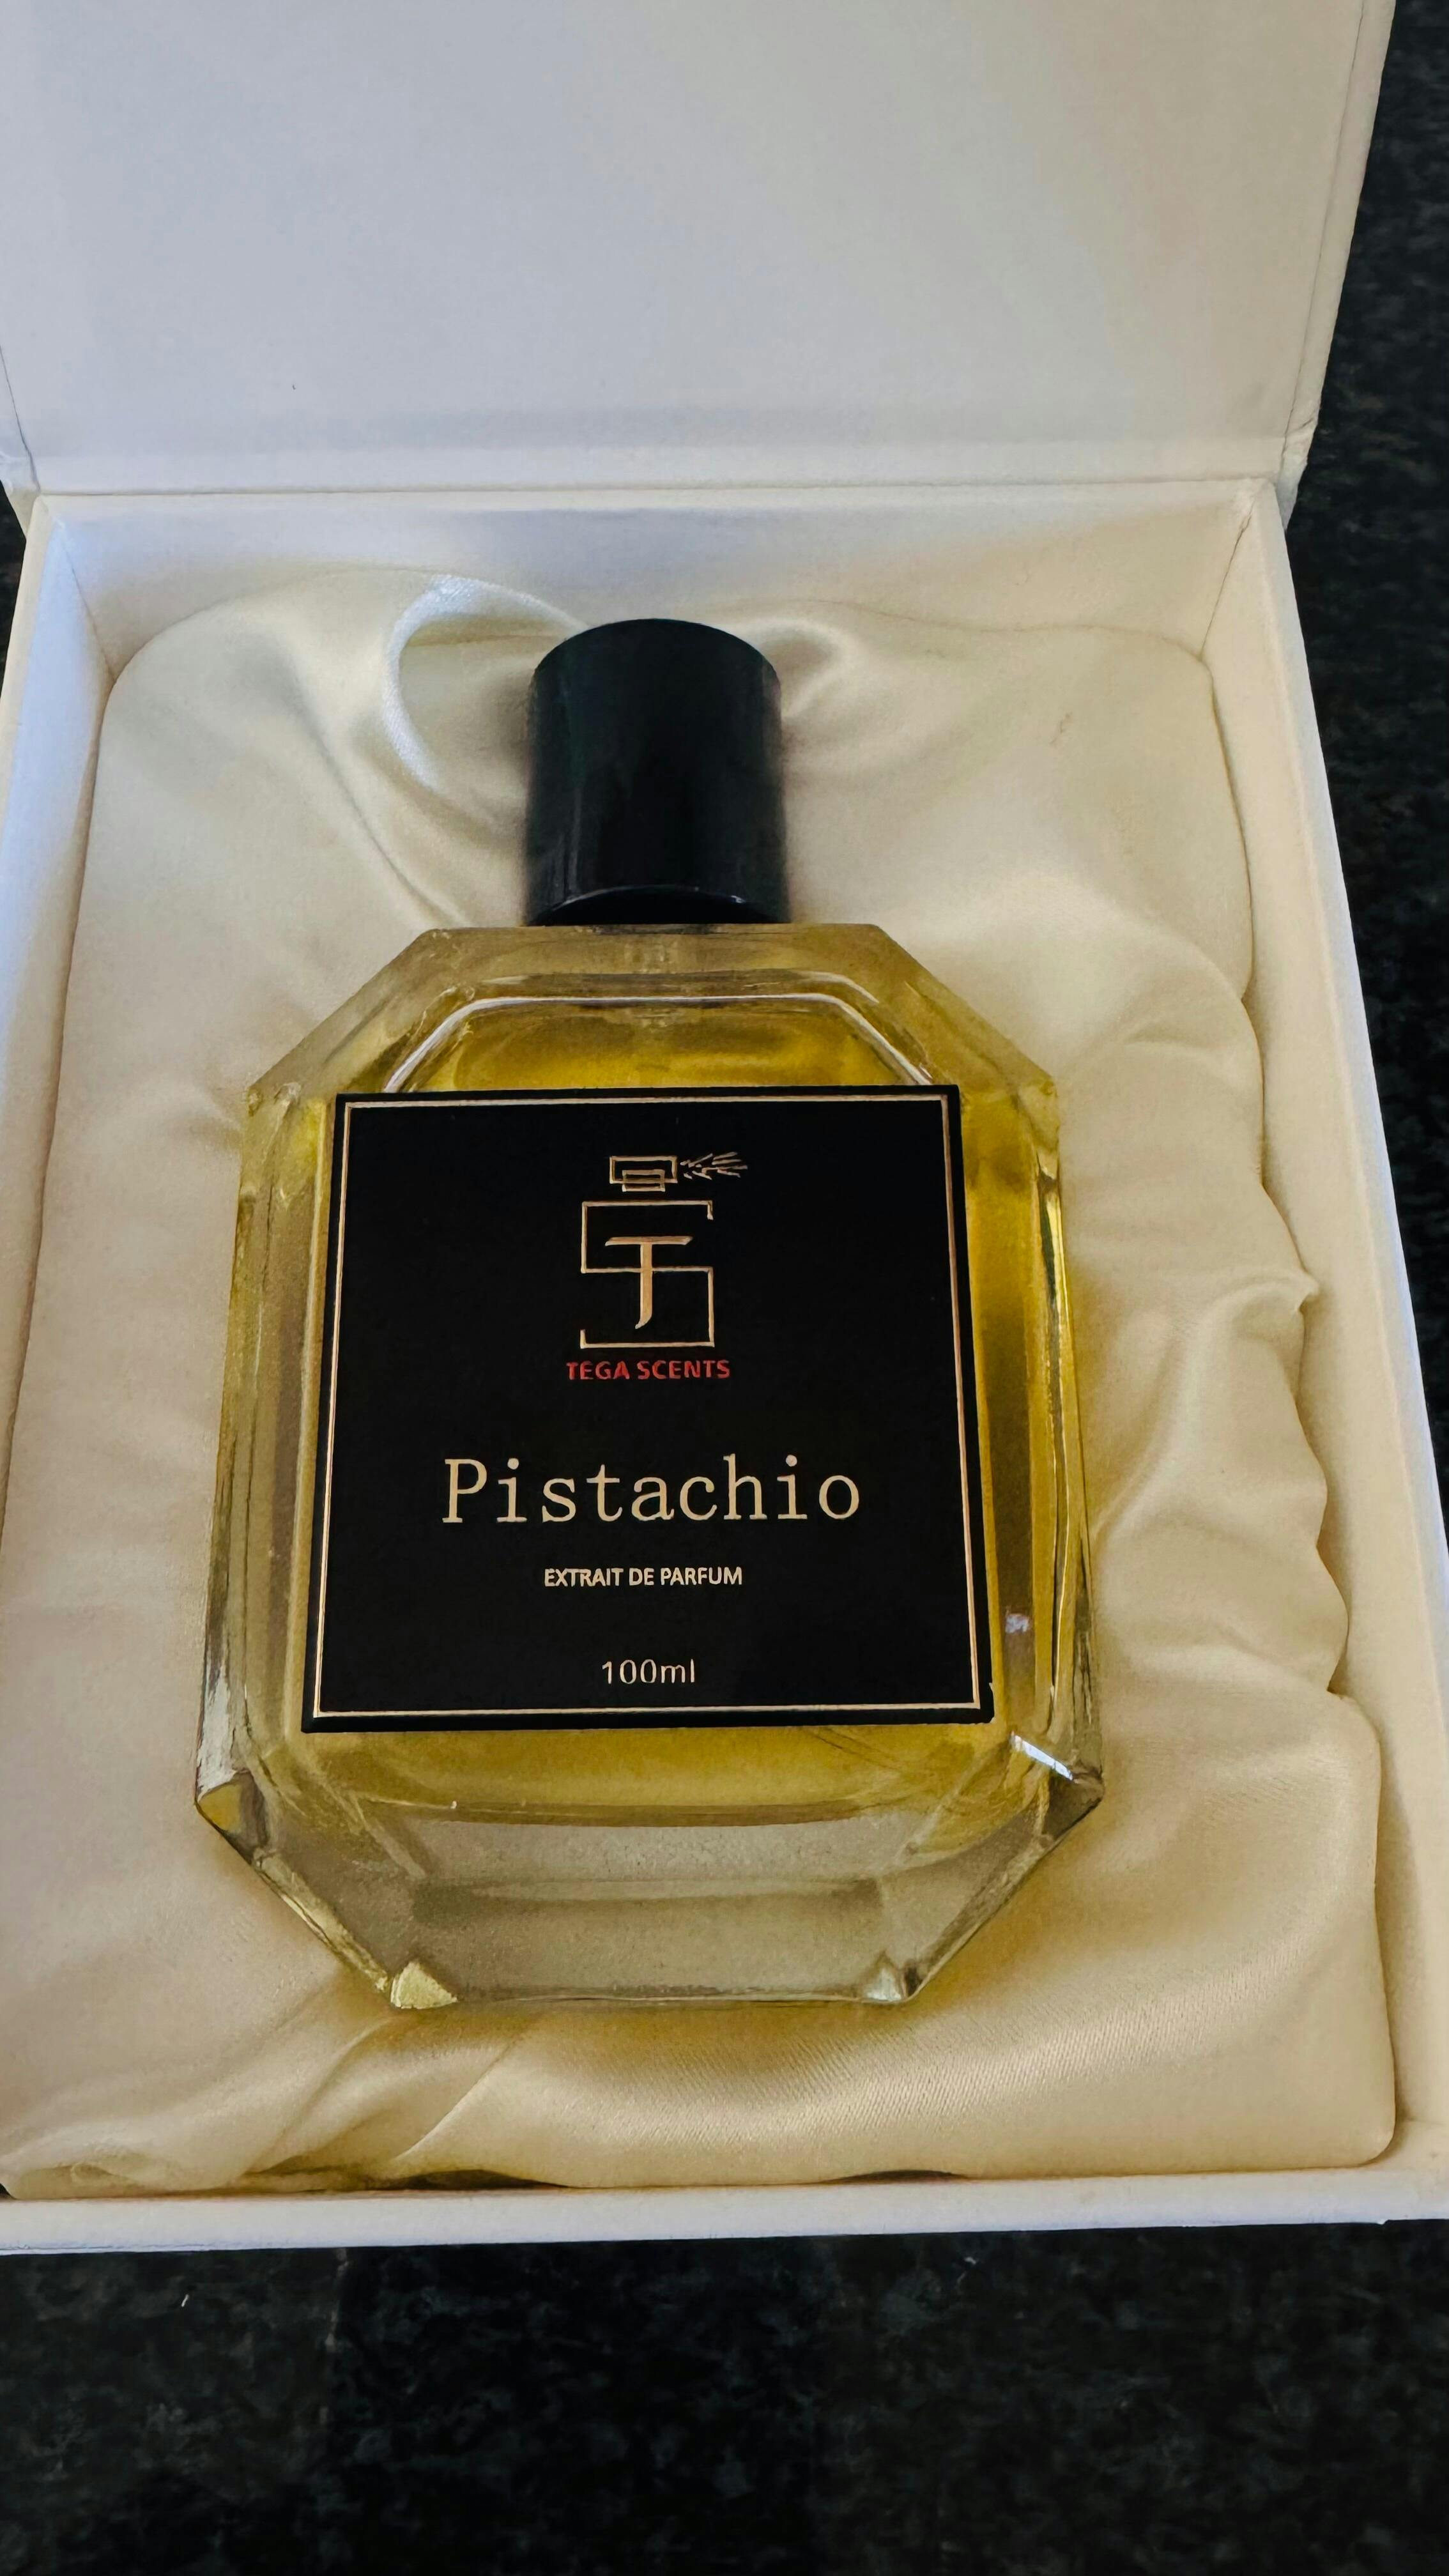 TEGA SCENTS
Pistachio
EXTRAIT DE PARFUM
100ml